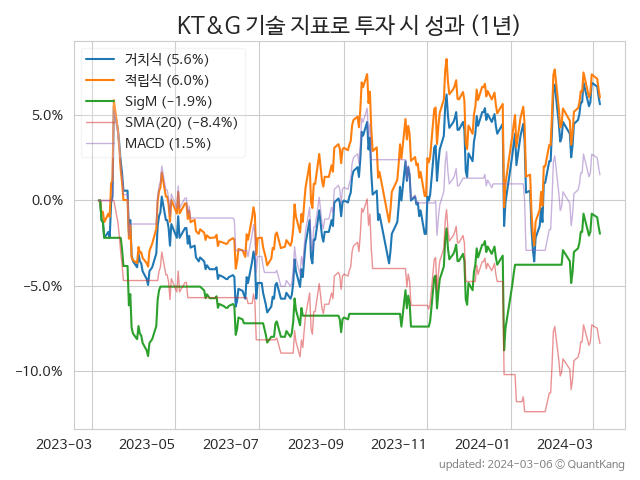 KT&G 기술 지표로 투자 시 성과 (1년)
거치식 (5.6%)
적립식 (6.0%)
SigM (−1.9%)
SMA(20) (−8.4%)
MACD (1.5%)
5.0%
0.0%
−5.0%
−10.0%
2023-03 2023-05 2023-07 2023-09 2023-11 2024-01 2024-03
updated: 2024-03-06 ⓒ QuantKang